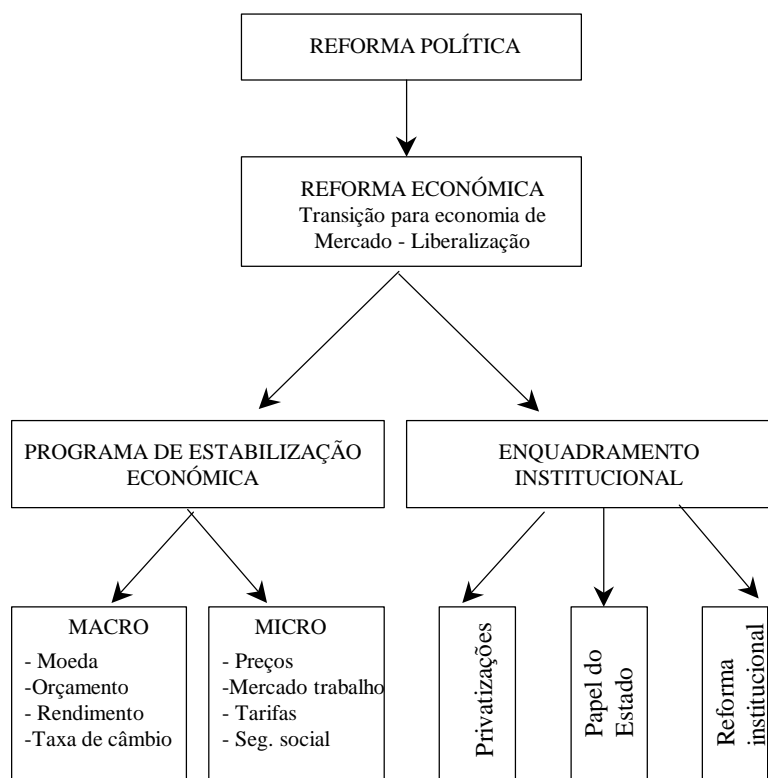 REFORMA POLÍTICA
REFORMA ECONÓMICA
Transição para economia de
Mercado - Liberalização
PROGRAMA DE ESTABILIZAÇÃO
ECONÓMICA
ENQUADRAMENTO
INSTITUCIONAL
MACRO
- Moeda
-Orçamento
- Rendimento
-Taxa de câmbio
MICRO
- Preços
-Mercado trabalho
- Tarifas
- Seg. social
Privatizações
Papel do
Estado
Reforma
institucional